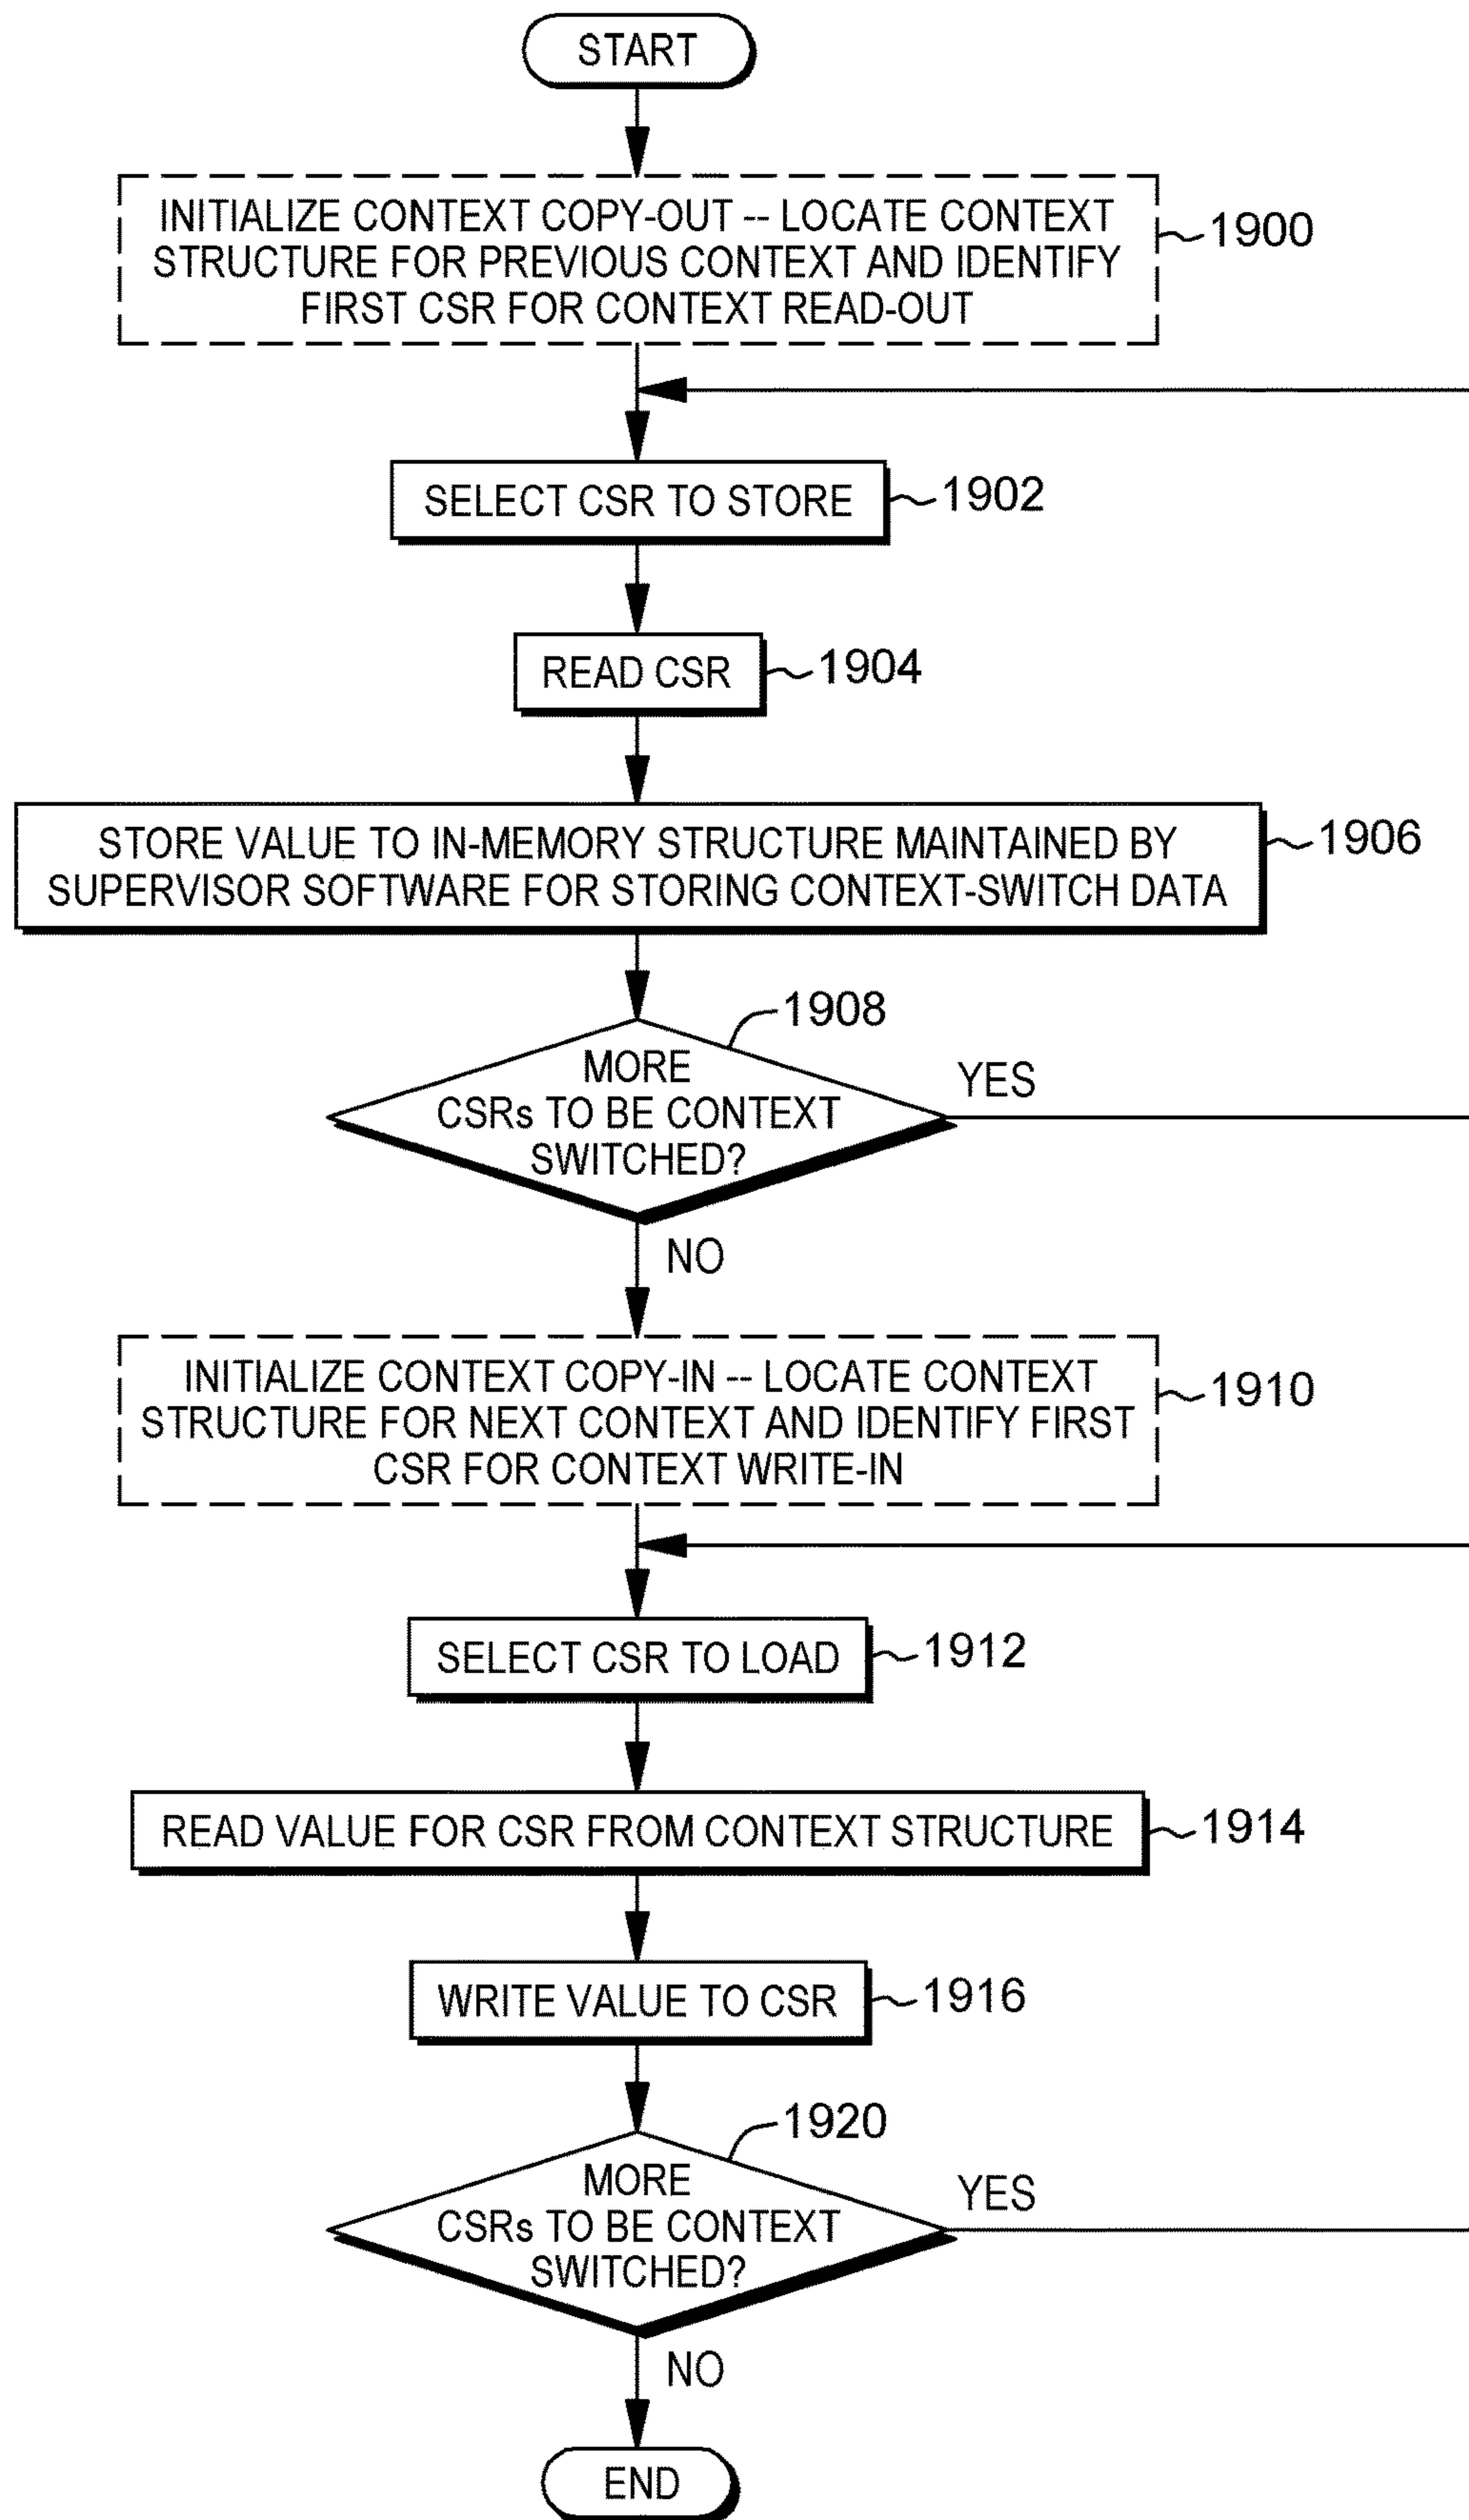 START
INITIALIZE CONTEXT COPY-OUT -- LOCATE CONTEXT
STRUCTURE FOR PREVIOUS CONTEXT AND IDENTIFY
FIRST CSR FOR CONTEXT READ-OUT
1900
SELECT CSR TO STORE
1902
READ CSR
1904
STORE VALUE TO IN-MEMORY STRUCTURE MAINTAINED BY
SUPERVISOR SOFTWARE FOR STORING CONTEXT-SWITCH DATA
1906
1908
MORE
CSRs TO BE CONTEXT
SWITCHED?
YES
NO
INITIALIZE CONTEXT COPY-IN -- LOCATE CONTEXT
STRUCTURE FOR NEXT CONTEXT AND IDENTIFY FIRST
CSR FOR CONTEXT WRITE-IN
1910
SELECT CSR TO LOAD
1912
READ VALUE FOR CSR FROM CONTEXT STRUCTURE
1914
WRITE VALUE TO CSR
1916
1920
MORE
CSRs TO BE CONTEXT
SWITCHED?
YES
NO
END